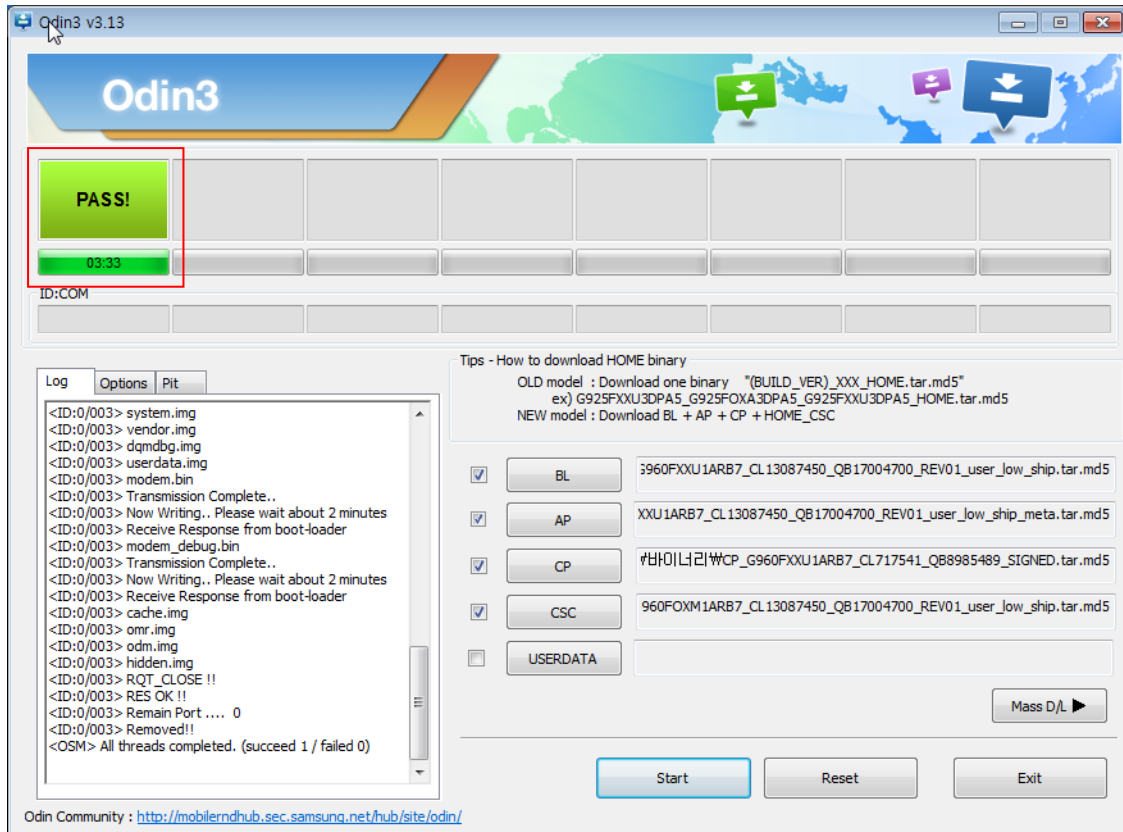 Odin3 v3.13
Odin3
PASS!
03:33
ID:COM
Log
Options
Pit
<ID:0/003> system.img
<ID:0/003> vendor.img
<ID:0/003> dqmdbg.img
<ID:0/003> userdata.img
<ID:0/003> modem.bin
<ID:0/003> Transmission Complete..
<ID:0/003> Now Writing.. Please wait about 2 minutes
<ID:0/003> Receive Response from boot-loader
<ID:0/003> modem_debug.bin
<ID:0/003> Transmission Complete..
<ID:0/003> Now Writing.. Please wait about 2 minutes
<ID:0/003> Receive Response from boot-loader
<ID:0/003> cache.img
<ID:0/003> omr.img
<ID:0/003> odm.img
<ID:0/003> hidden.img
<ID:0/003> RQT_CLOSE !!
<ID:0/003> RES OK !!
<ID:0/003> Remain Port .... 0
<ID:0/003> Removed!!
<OSM> All threads completed. (succeed 1 / failed 0)
Tips - How to download HOME binary
OLD model : Download one binary "(BUILD_VER)_XXX_HOME.tar.md5"
ex) G925FXXU3DPA5_G925FOXA3DPA5_G925FXXU3DPA5_HOME.tar.md5
NEW model : Download BL + AP + CP + HOME_CSC
BL
G960FXXU1ARB7_CL13087450_QB17004700_REV01_user_low_ship.tar.md5
AP
XXU1ARB7_CL13087450_QB17004700_REV01_user_low_ship_meta.tar.md5
CP
바이너리₩CP_G960FXXU1ARB7_CL717541_QB8985489_SIGNED.tar.md5
CSC
960FOXM1ARB7_CL13087450_QB17004700_REV01_user_low_ship.tar.md5
USERDATA
Mass D/L ▶
Start
Reset
Exit
Odin Community : http://mobilerndhub.sec.samsung.net/hub/site/odin/